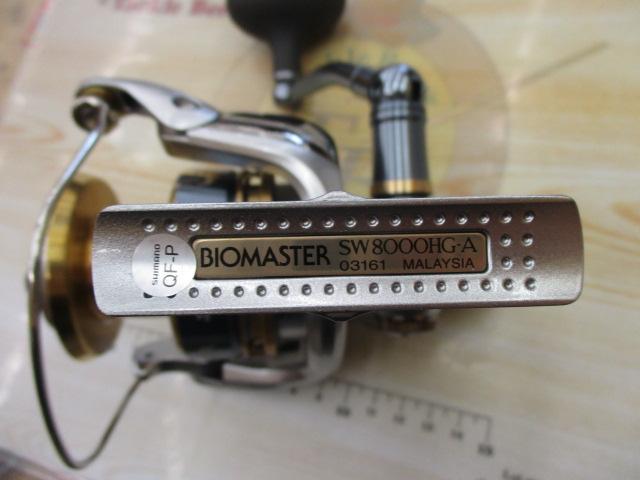 BIOMASTER SW8000HG-A
03161 MALAYSIA
SHIMANO
QF-P